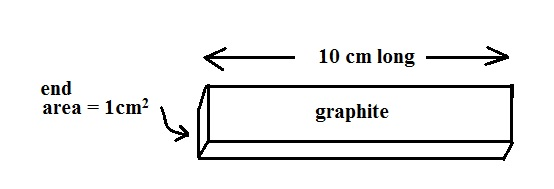 10 cm long
end
area = 1cm²
graphite